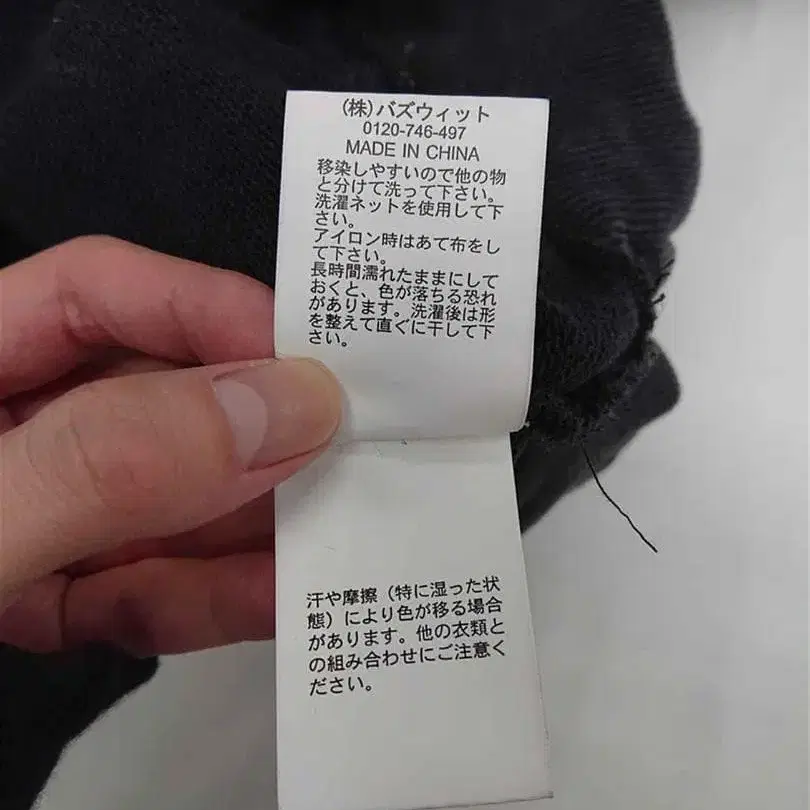 (株)バズウィット
0120-746-497
MADE IN CHINA
移染しやすいので他の物
と分けて洗って下さい。
洗濯ネットを使用して下
さい。
アイロン時はあて布をし
て下さい。
長時間濡れたままにして
おくと、色が落ちる恐れ
があります。洗濯後は形
を整えて直ぐに干して下
さい。
汗や摩擦（特に湿った状
態）により色が移る場合
があります。他の衣類と
の組み合わせにご注意く
ださい。